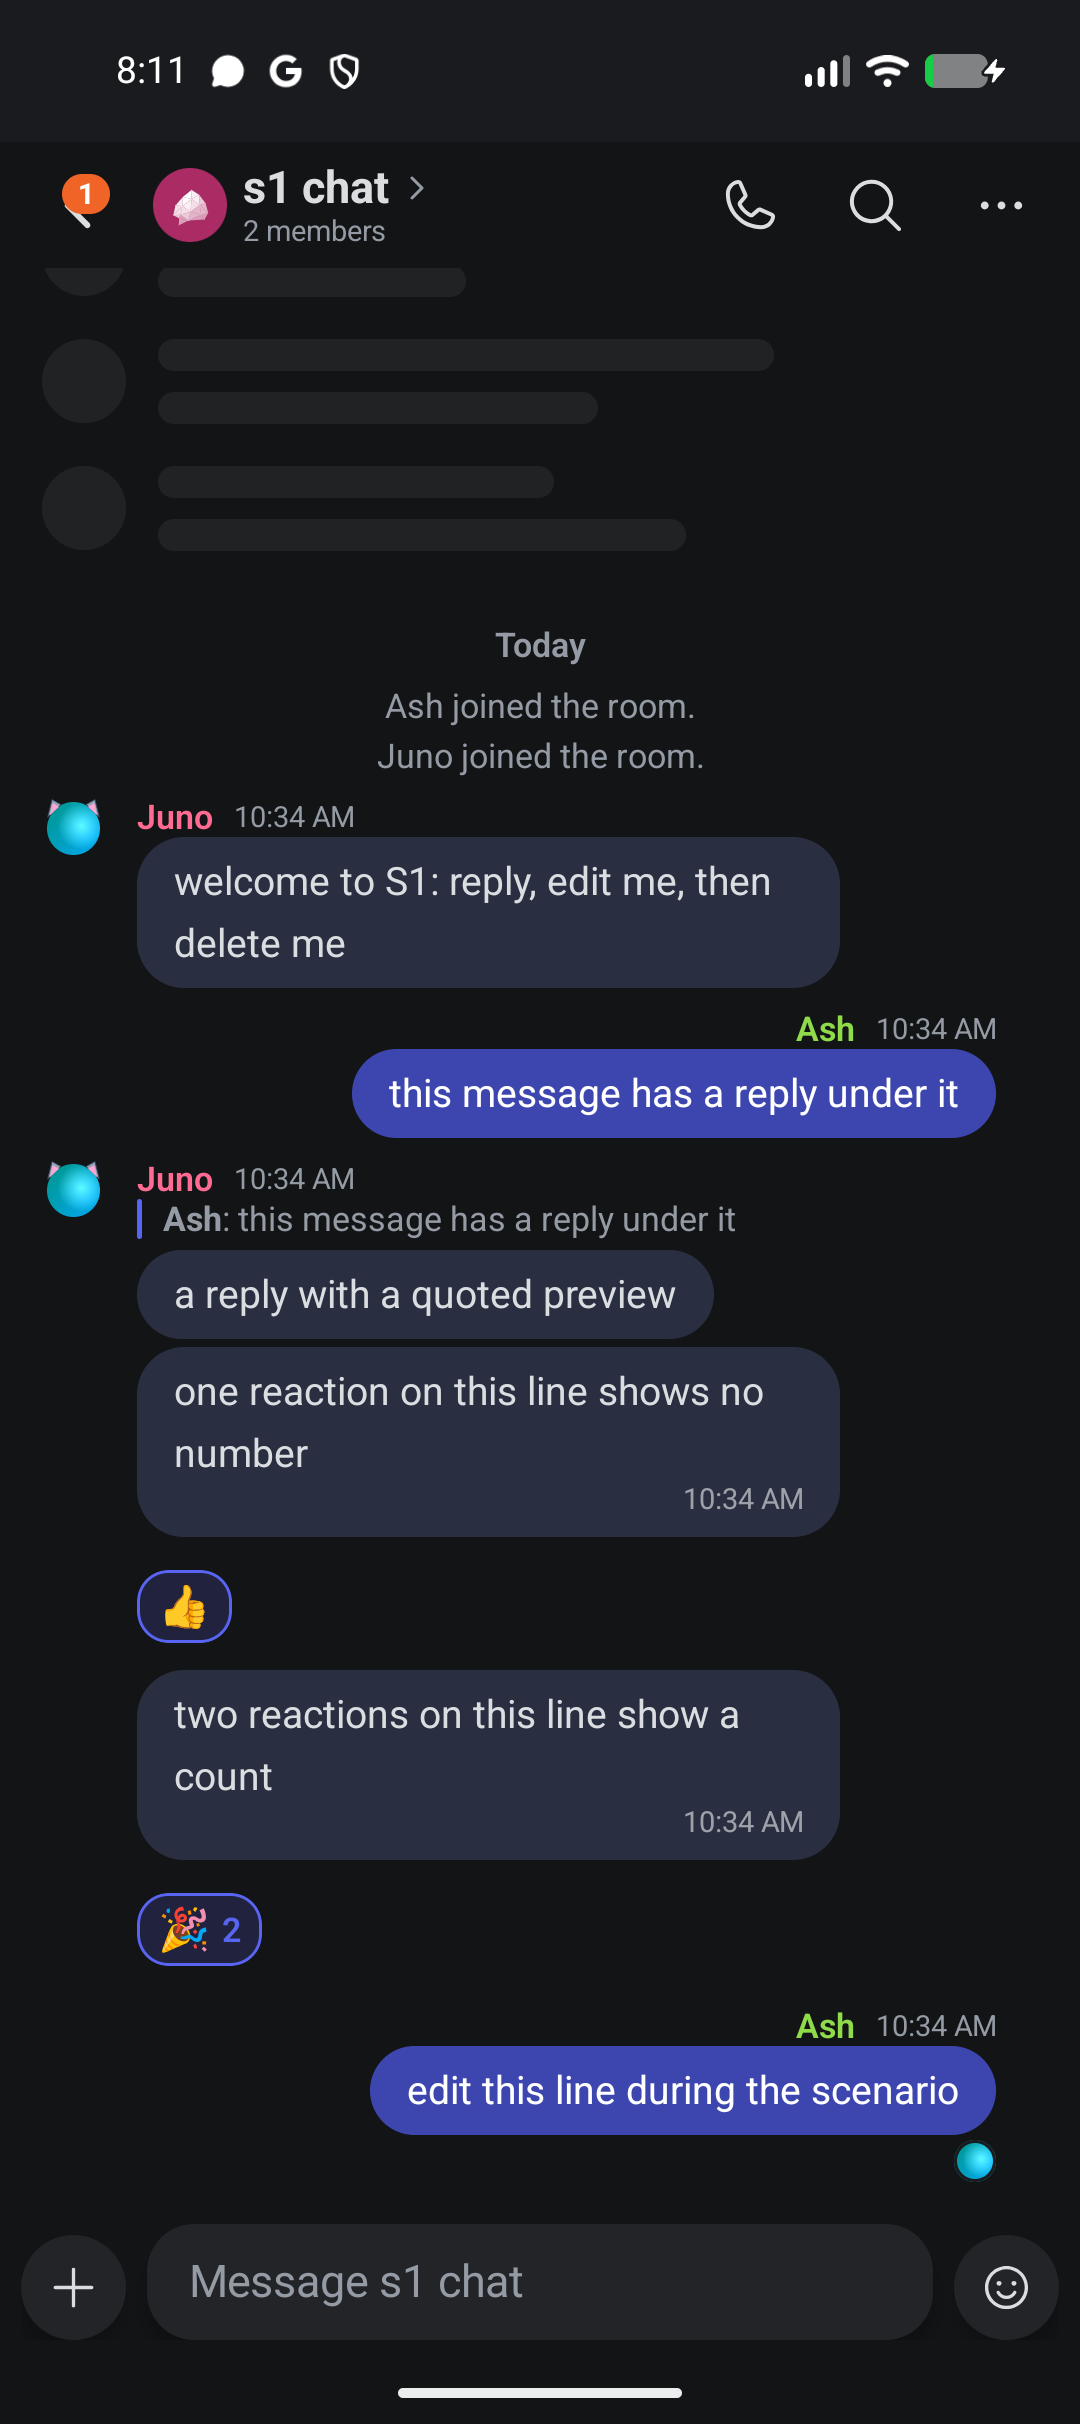 8:11
1
s1 chat
2 members
Today
Ash joined the room.
Juno joined the room.
Juno 10:34 AM
welcome to S1: reply, edit me, then
delete me
Ash 10:34 AM
this message has a reply under it
Juno 10:34 AM
Ash: this message has a reply under it
a reply with a quoted preview
one reaction on this line shows no
number
10:34 AM
two reactions on this line show a
count
10:34 AM
2
Ash 10:34 AM
edit this line during the scenario
Message s1 chat